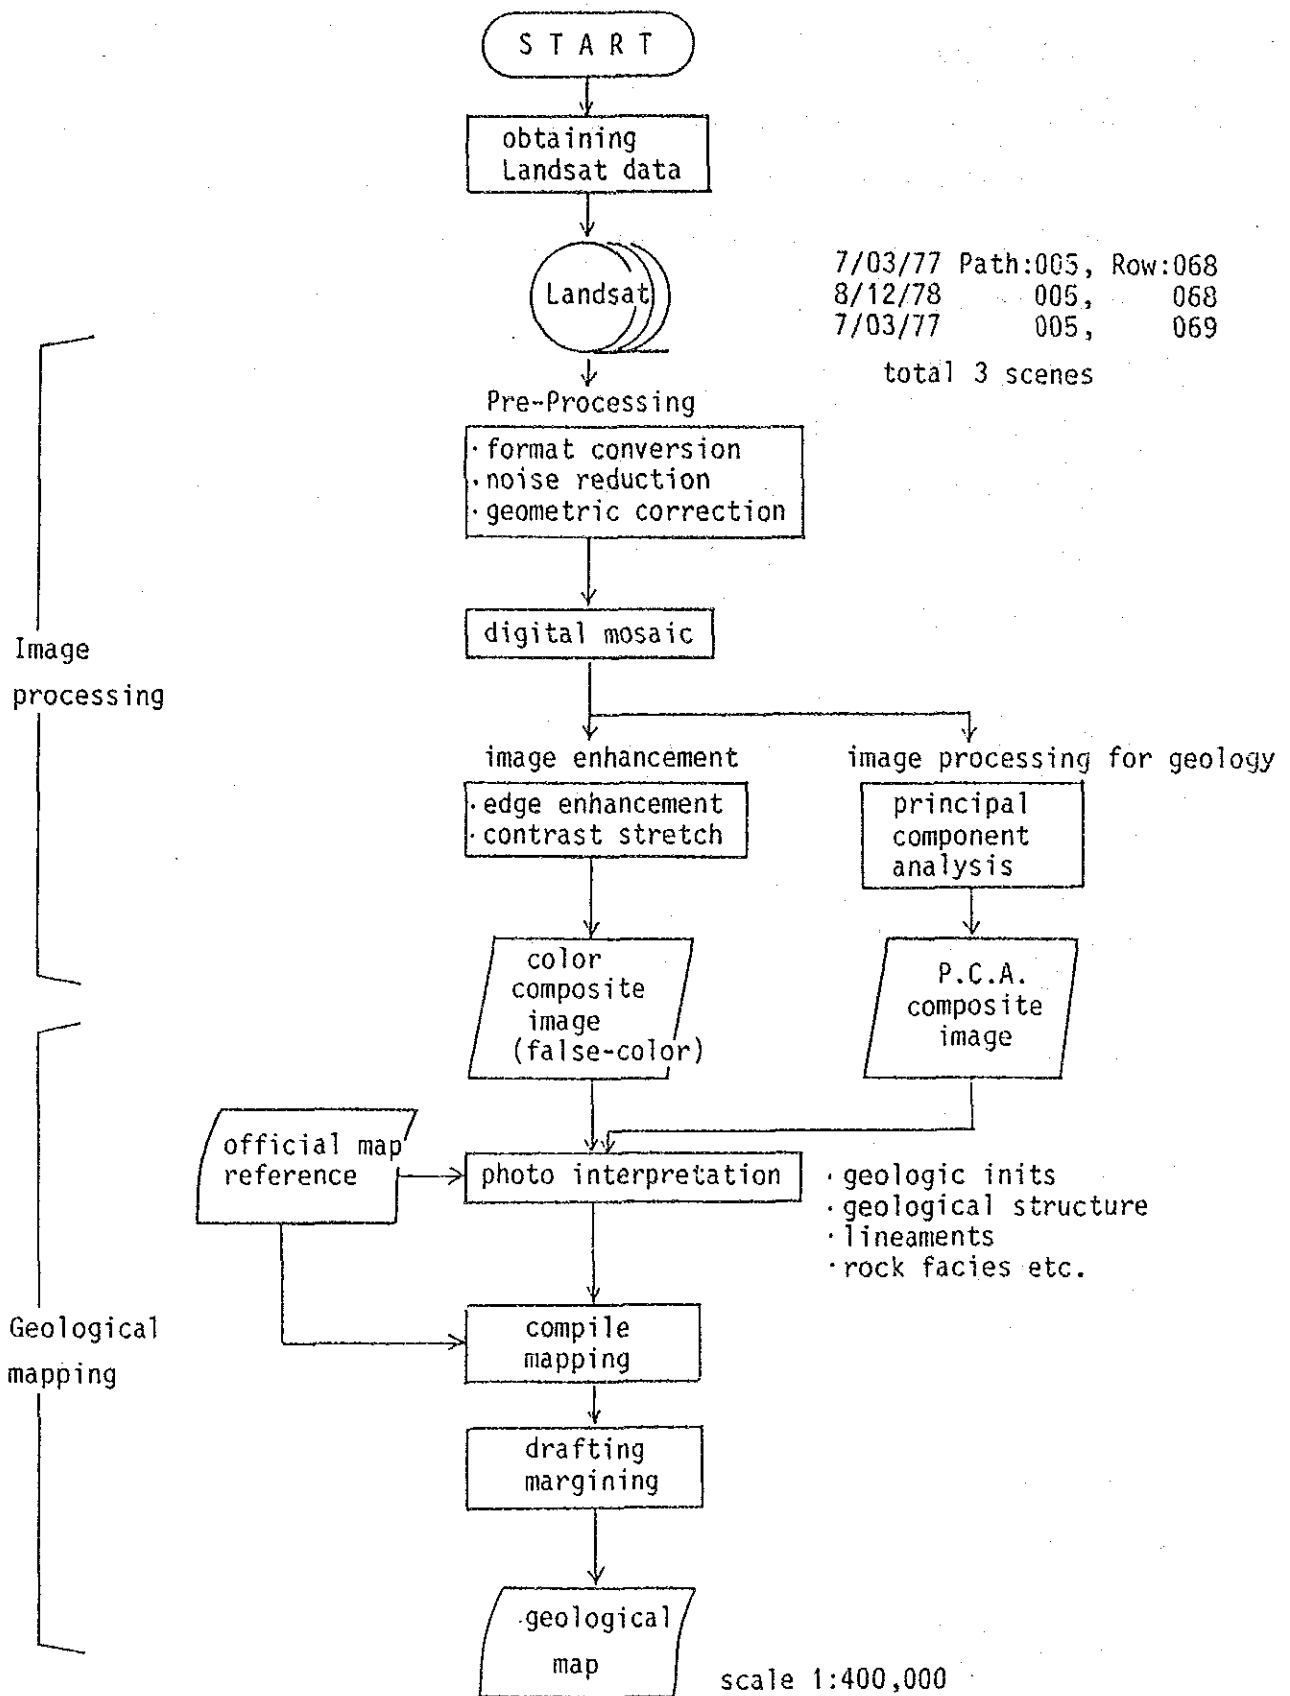 S T A R T
obtaining
Landsat data
Landsat
7/03/77 Path:005, Row:068
8/12/78 005, 068
7/03/77 005, 069
total 3 scenes
Pre-Processing
·format conversion
·noise reduction
·geometric correction
digital mosaic
Image
processing
image enhancement
·edge enhancement
·contrast stretch
image processing for geology
principal
component
analysis
color
composite
image
(false-color)
P.C.A.
composite
image
official map
reference
photo interpretation
·geologic inits
·geological structure
·lineaments
·rock facies etc.
Geological
mapping
compile
mapping
drafting
margining
geological
map
scale 1:400,000